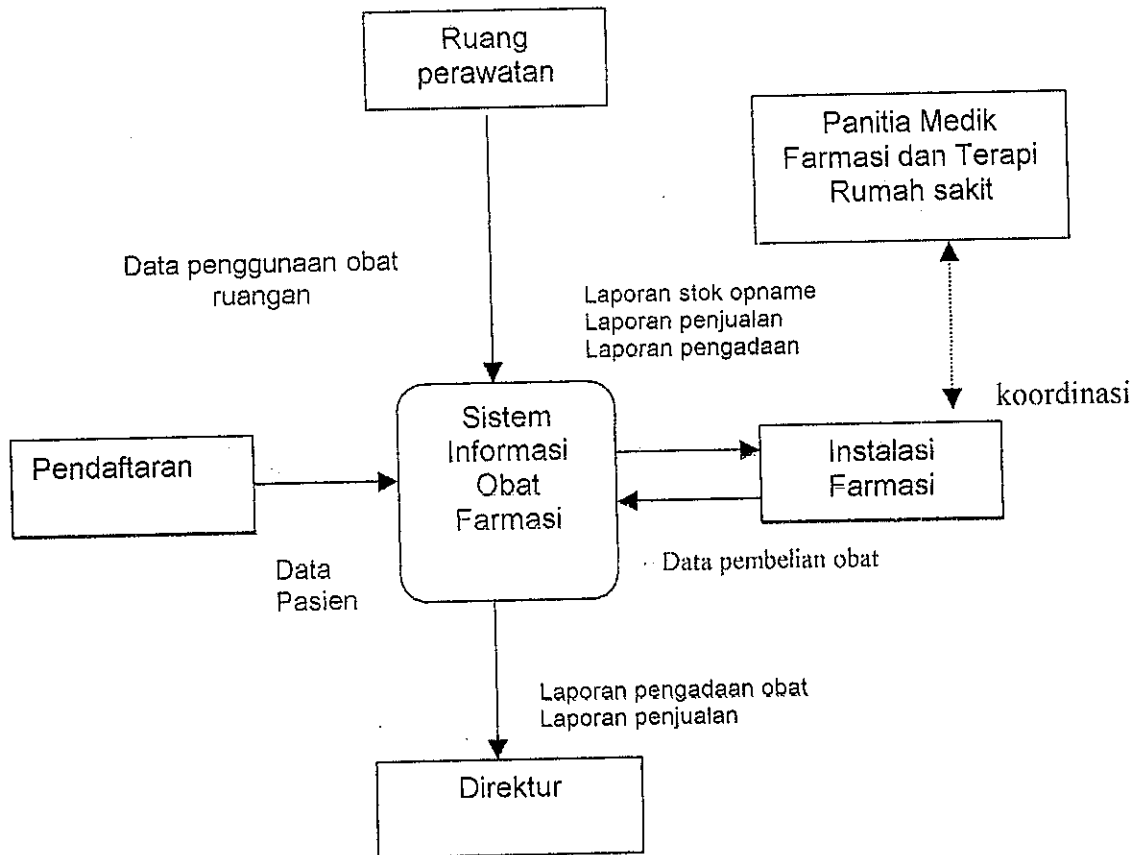 Ruang
perawatan
Panitia Medik
Farmasi dan Terapi
Rumah sakit
Data penggunaan obat
ruangan
Laporan stok opname
Laporan penjualan
Laporan pengadaan
koordinasi
Pendaftaran
Sistem
Informasi
Obat
Farmasi
Instalasi
Farmasi
Data
Pasien
Data pembelian obat
Laporan pengadaan obat
Laporan penjualan
Direktur